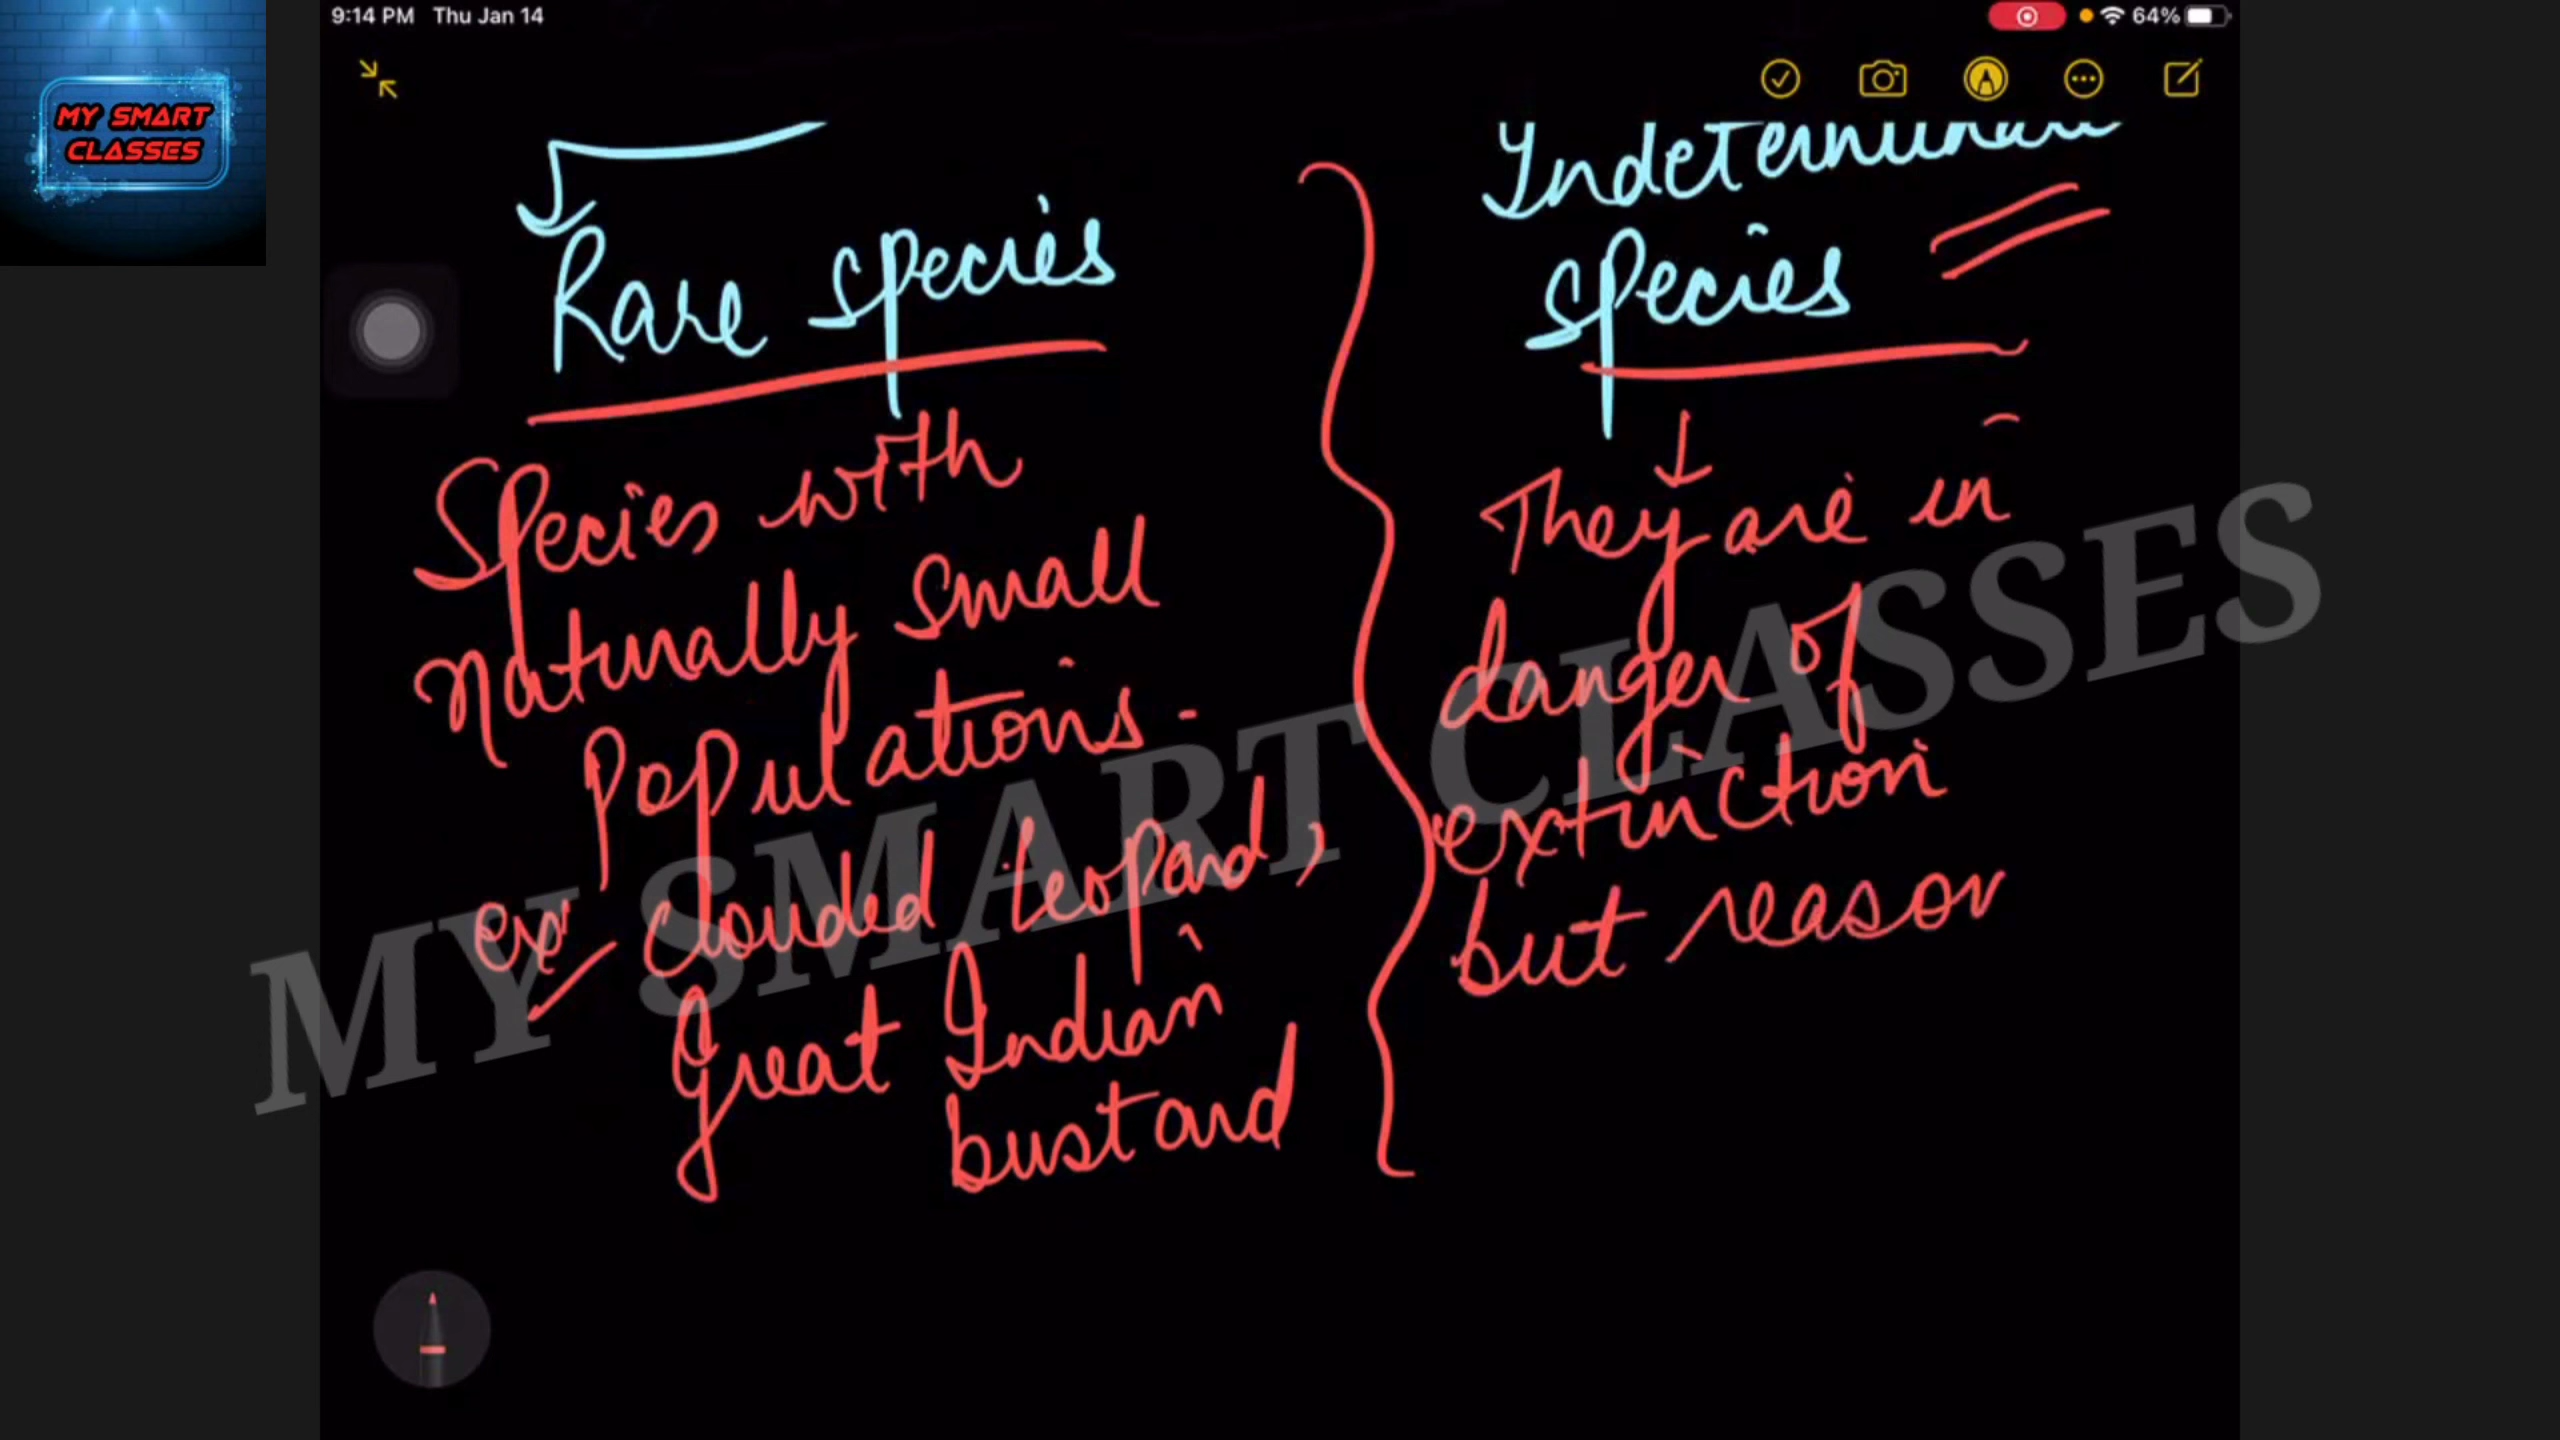 9:14 PM Thu Jan 14
64%
MY SMART
CLASSES
Rare species
Species with
naturally small
populations.
ex clouded leopard,
great Indian
bustard
Indeterminate
species
They are in
danger of
extinction
but reason
MY SMART CLASSES